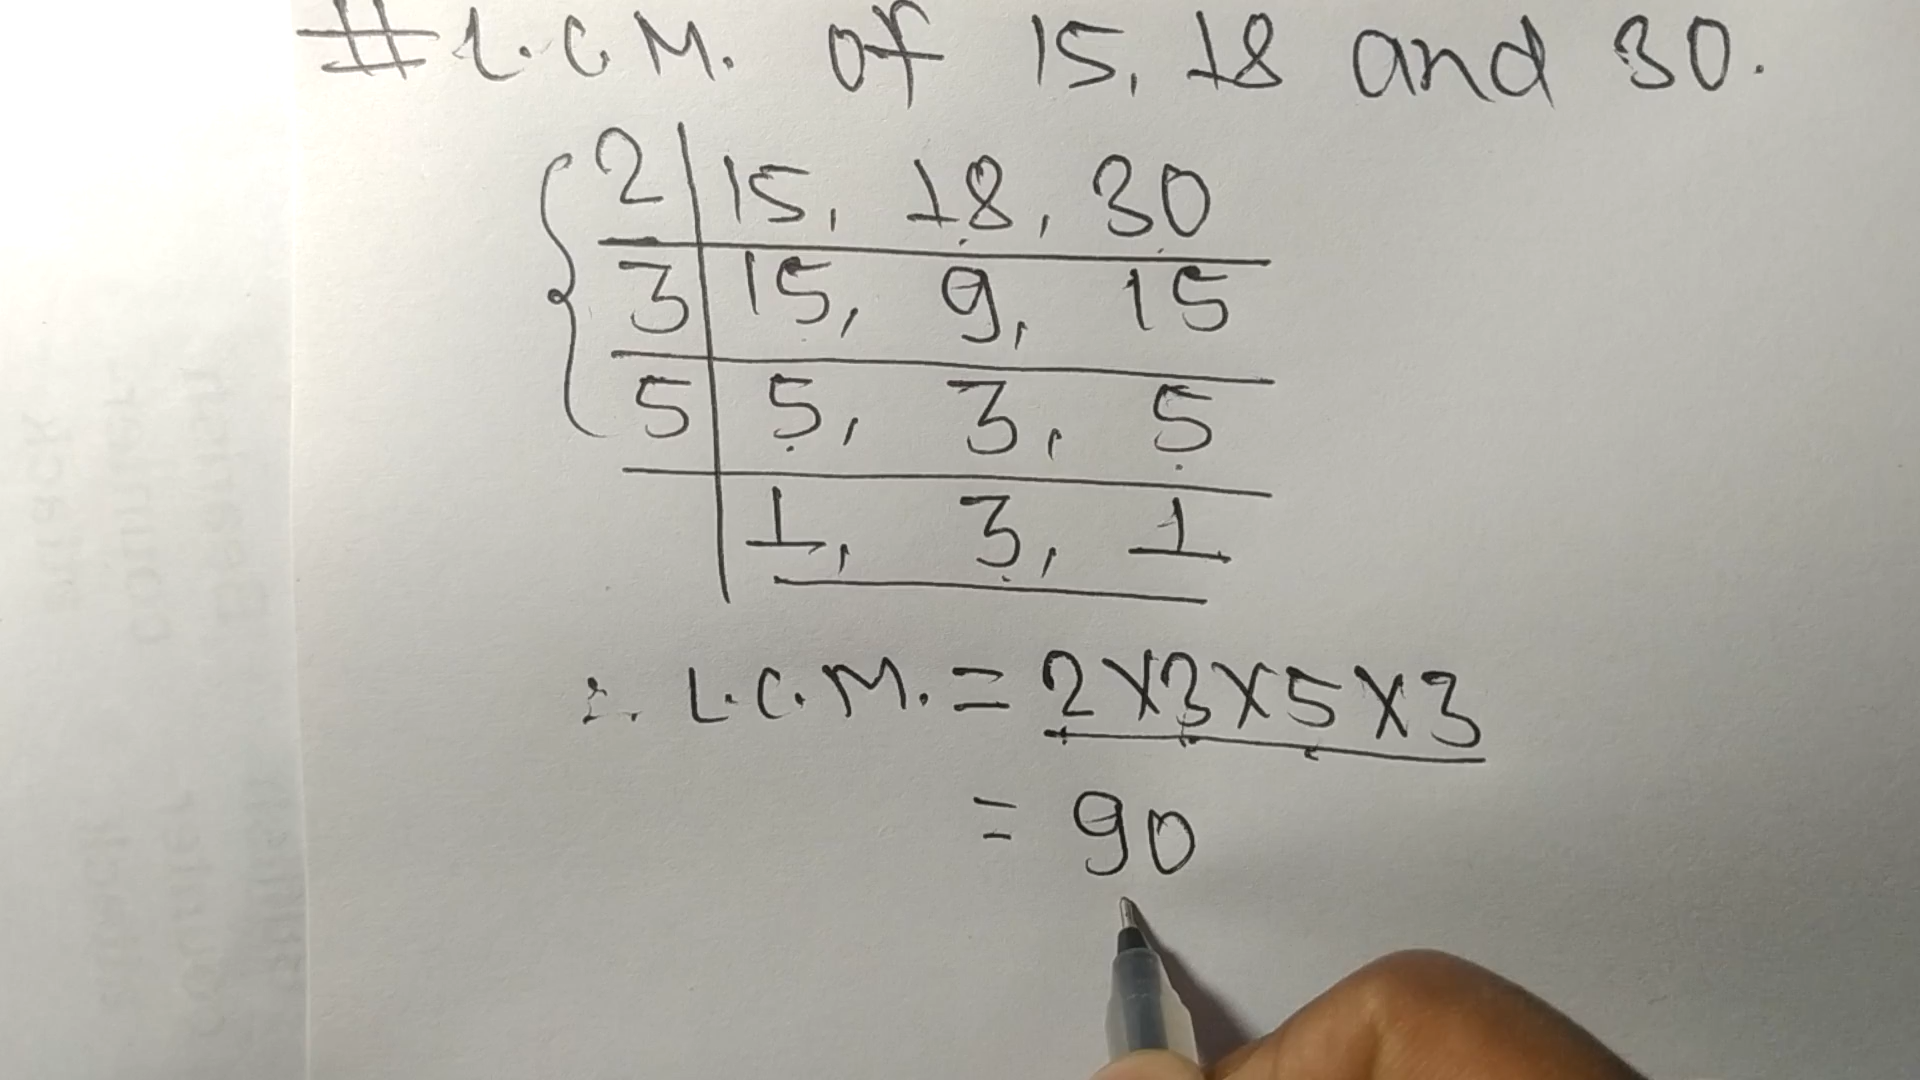 # L.C.M. of 15, 18 and 30.
2 | 15, 18, 30
3 | 15, 9, 15
5 | 5, 3, 5
| 1, 3, 1
∴ L.C.M. = 2×3×5×3
= 90